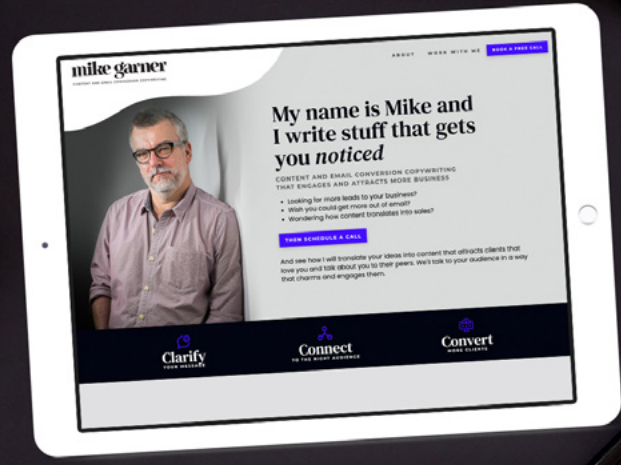 mike garner
CONTENT AND EMAIL CONVERSION COPYWRITING
ABOUT
WORK WITH ME
BOOK A FREE CALL
My name is Mike and
I write stuff that gets
you noticed
CONTENT AND EMAIL CONVERSION COPYWRITING
THAT ENGAGES AND ATTRACTS MORE BUSINESS
Looking for more leads to your business?
Wish you could get more out of email?
Wondering how content translates into sales?
THEN SCHEDULE A CALL
And see how I will translate your ideas into content that attracts clients that
love you and talk about you to their peers. We'll talk to your audience in a way
that charms and engages them.
Clarify
YOUR MESSAGE
Connect
TO THE RIGHT AUDIENCE
Convert
MORE CLIENTS